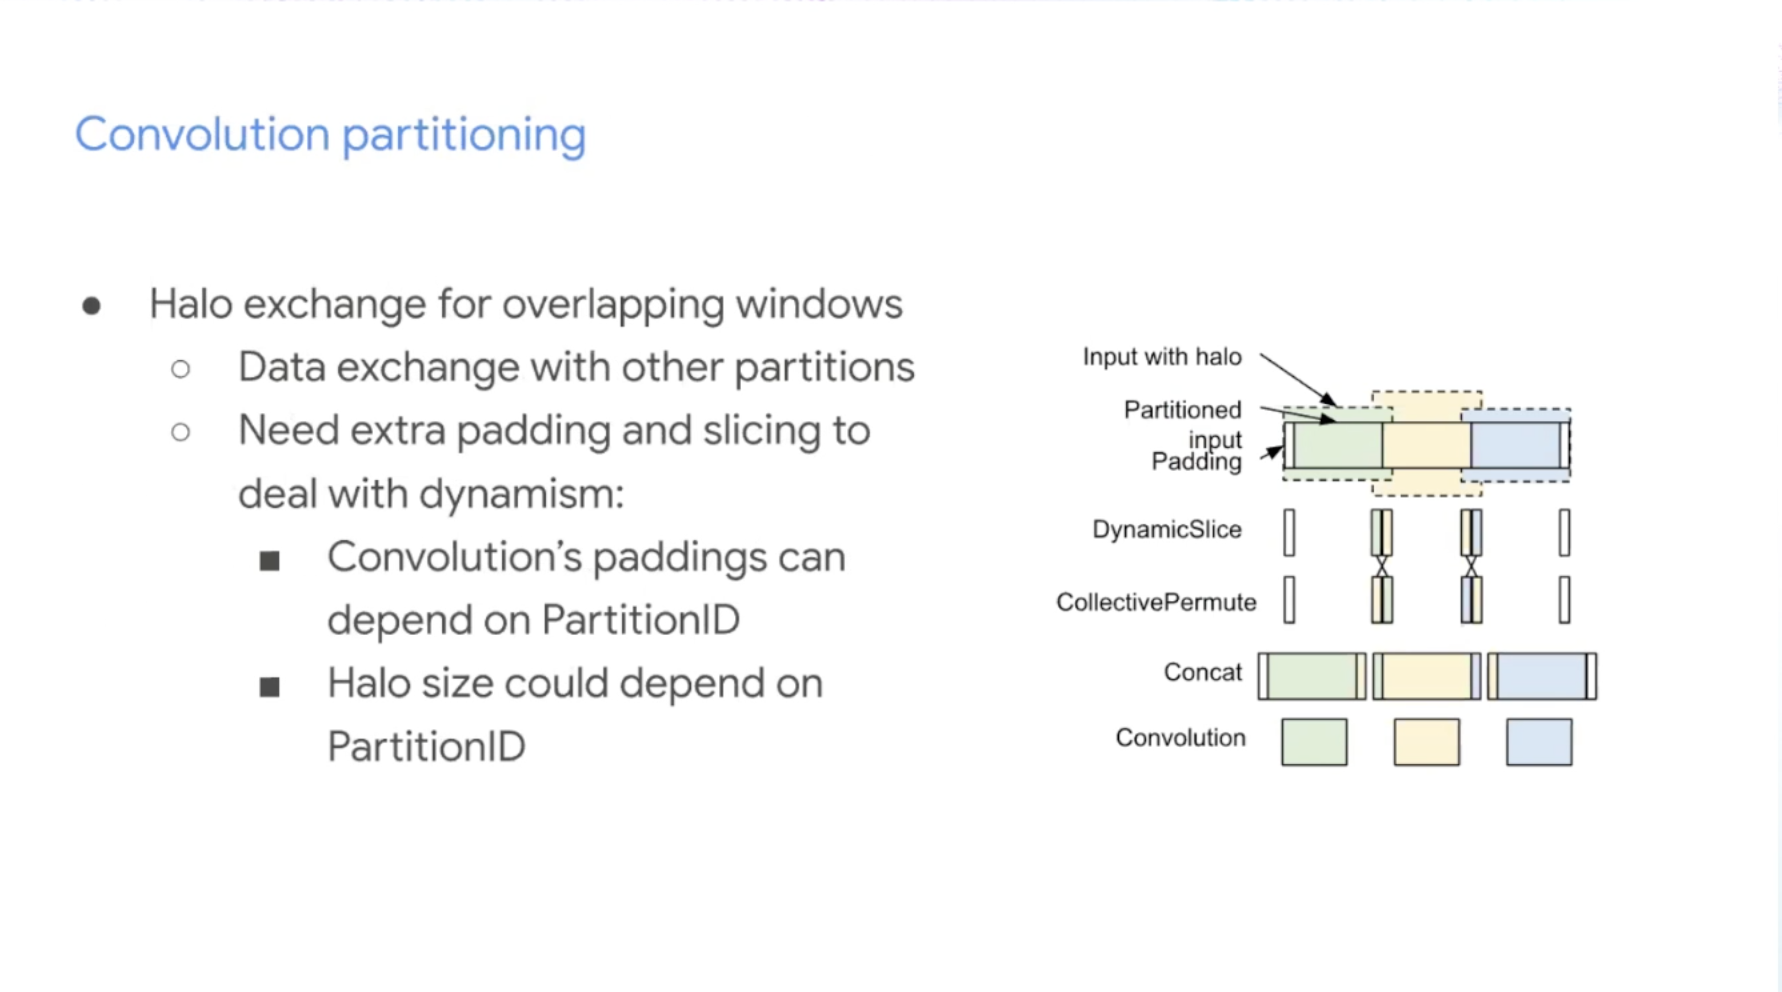 Convolution partitioning
● Halo exchange for overlapping windows
○ Data exchange with other partitions
○ Need extra padding and slicing to
deal with dynamism:
■ Convolution's paddings can
depend on PartitionID
■ Halo size could depend on
PartitionID
Input with halo
Partitioned
input
Padding
DynamicSlice
CollectivePermute
Concat
Convolution